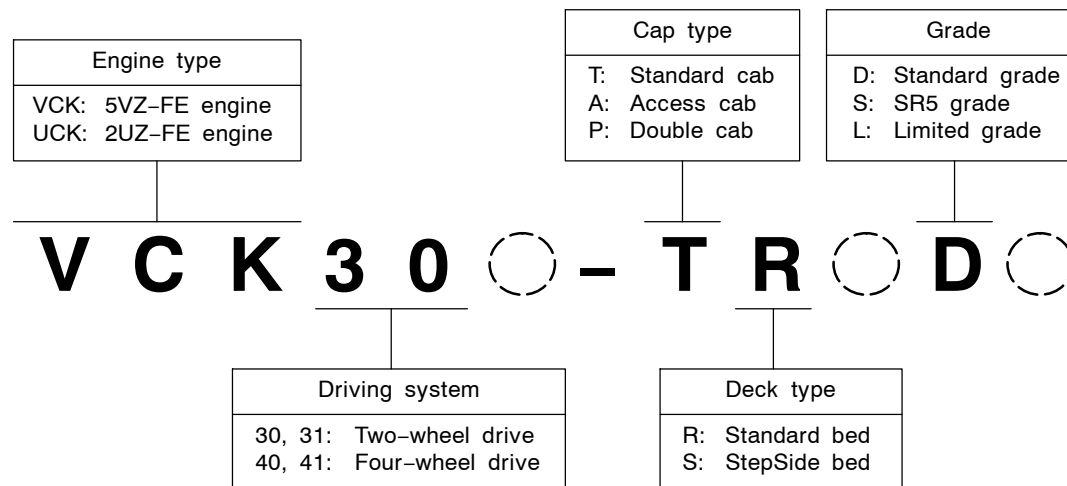 Cap type
T: Standard cab
A: Access cab
P: Double cab
Grade
D: Standard grade
S: SR5 grade
L: Limited grade
Engine type
VCK: 5VZ−FE engine
UCK: 2UZ−FE engine
V C K 3 0 – T R D
Driving system
30, 31: Two−wheel drive
40, 41: Four−wheel drive
Deck type
R: Standard bed
S: StepSide bed